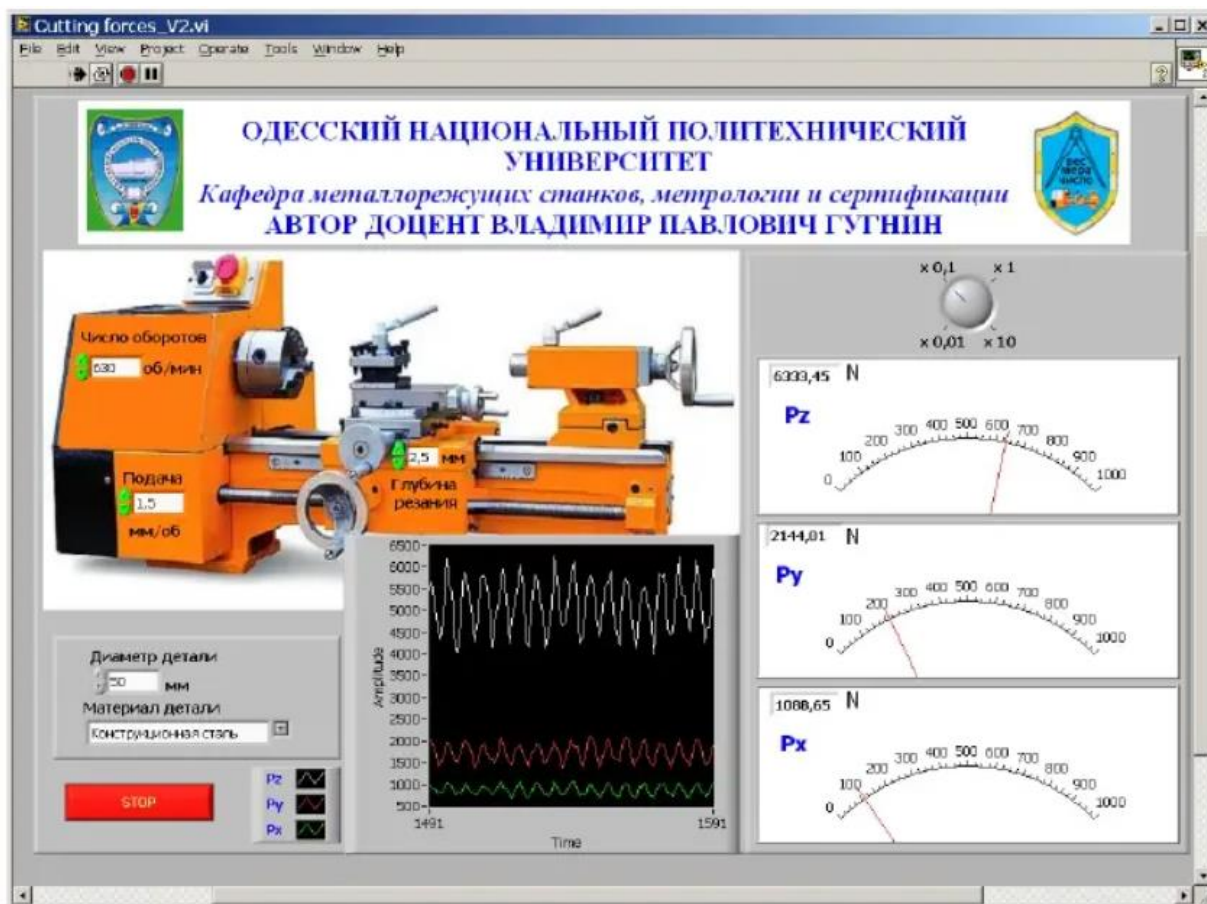 Cutting forces_V2.vi
File Edit View Project Operate Tools Window Help
ОДЕССКИЙ НАЦИОНАЛЬНЫЙ ПОЛИТЕХНИЧЕСКИЙ
УНИВЕРСИТЕТ
Кафедра металлорежущих станков, метрологии и сертификации
АВТОР ДОЦЕНТ ВЛАДИМИР ПАВЛОВИЧ ГУГНИН
мера
число
Число оборотов
630 об/мин
Подача
1,5
мм/об
2,5 мм
Глубина
резания
Диаметр детали
50 мм
Материал детали
Конструкционная сталь
STOP
Pz
Py
Px
Amplitude
6500
6000
5500
5000
4500
4000
3500
3000
2500
2000
1500
1000
500
1491 1591
Time
x 0,1 x 1
x 0,01 x 10
6333,45 N
Pz
0 100 200 300 400 500 600 700 800 900 1000
2144,01 N
Py
0 100 200 300 400 500 600 700 800 900 1000
1088,65 N
Px
0 100 200 300 400 500 600 700 800 900 1000